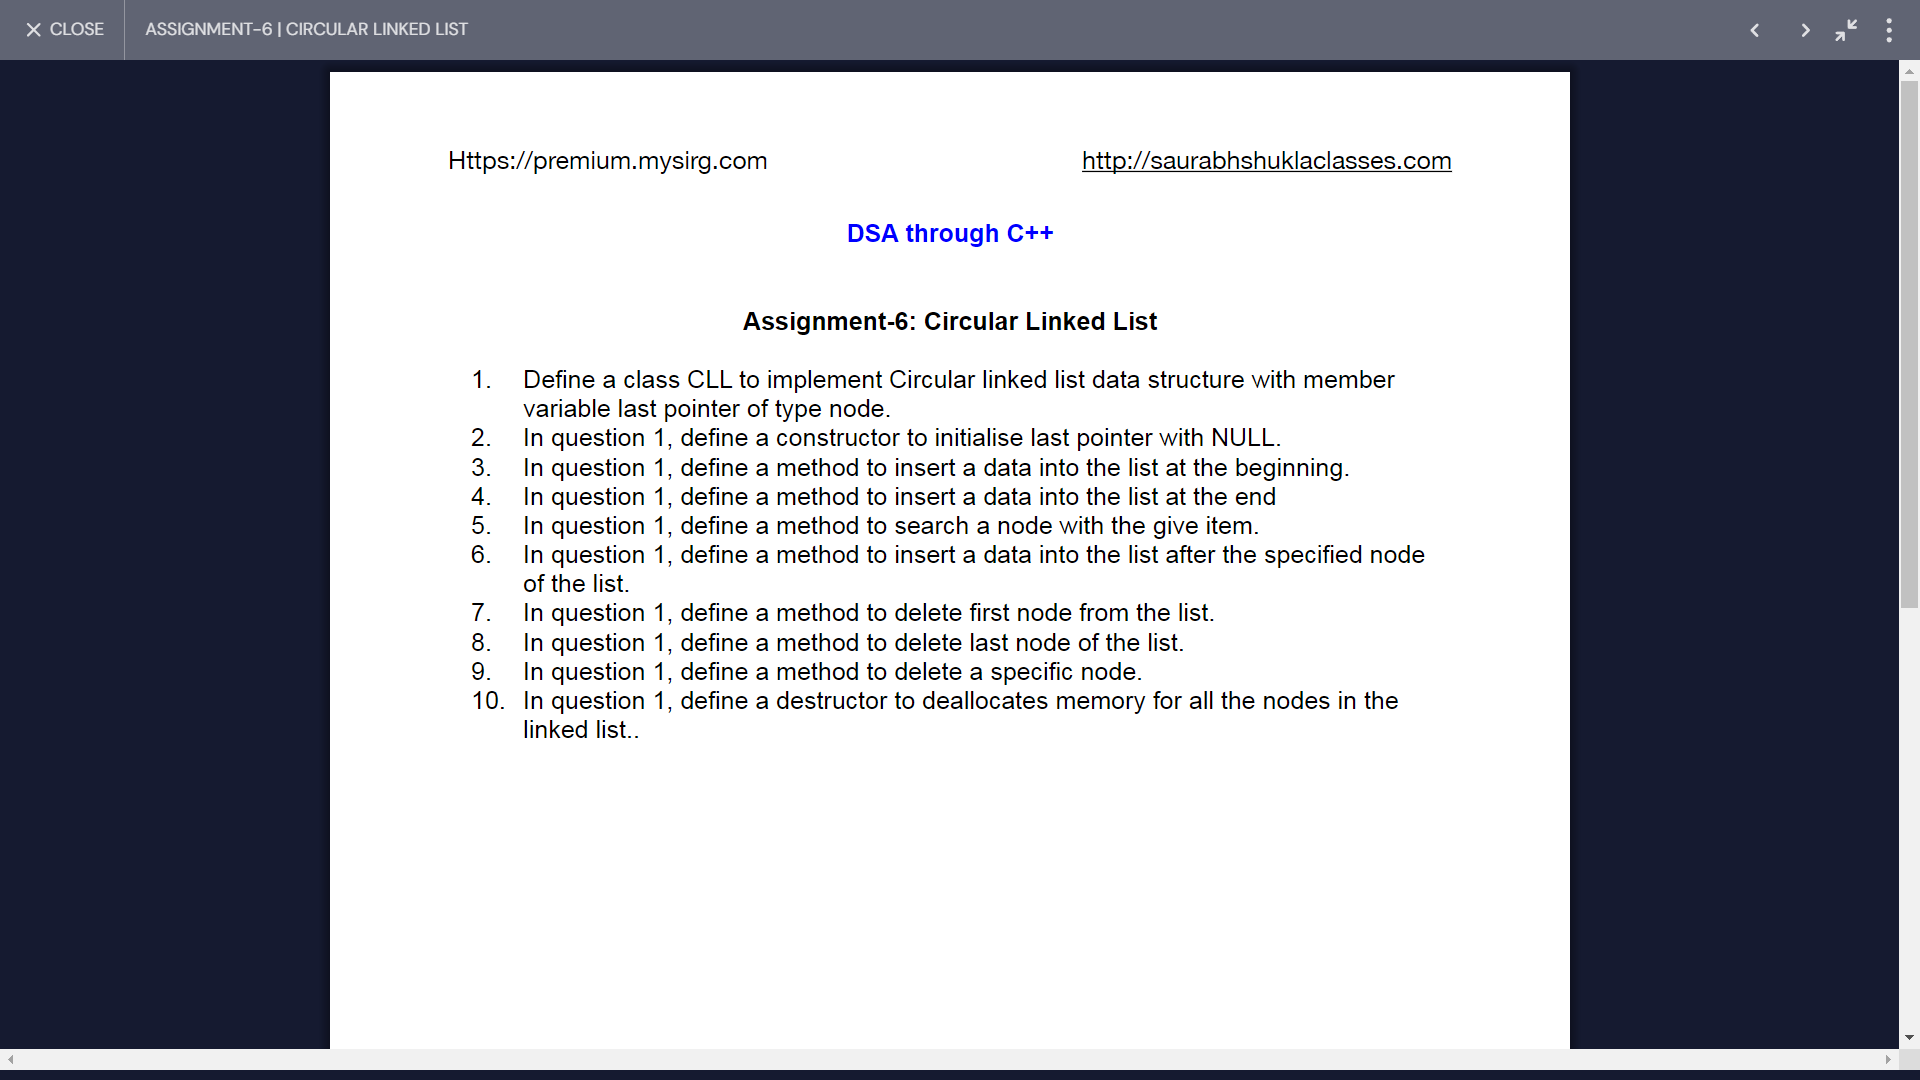 CLOSE
ASSIGNMENT-6 | CIRCULAR LINKED LIST
Https://premium.mysirg.com
http://saurabhshuklaclasses.com
DSA through C++
Assignment-6: Circular Linked List
1. Define a class CLL to implement Circular linked list data structure with member
variable last pointer of type node.
2. In question 1, define a constructor to initialise last pointer with NULL.
3. In question 1, define a method to insert a data into the list at the beginning.
4. In question 1, define a method to insert a data into the list at the end
5. In question 1, define a method to search a node with the give item.
6. In question 1, define a method to insert a data into the list after the specified node
of the list.
7. In question 1, define a method to delete first node from the list.
8. In question 1, define a method to delete last node of the list.
9. In question 1, define a method to delete a specific node.
10. In question 1, define a destructor to deallocates memory for all the nodes in the
linked list..